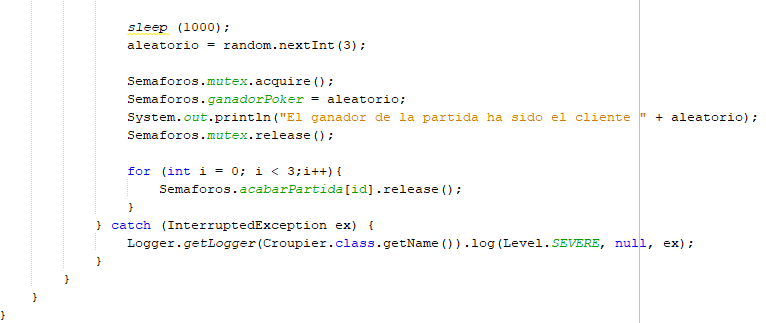 sleep (1000);
aleatorio = random.nextInt(3);
Semaforos.mutex.acquire();
Semaforos.ganadorPoker = aleatorio;
System.out.println("El ganador de la partida ha sido el cliente " + aleatorio);
Semaforos.mutex.release();
for (int i = 0; i < 3;i++){
Semaforos.acabarPartida[id].release();
}
} catch (InterruptedException ex) {
Logger.getLogger(Croupier.class.getName()).log(Level.SEVERE, null, ex);
}
}
}
}